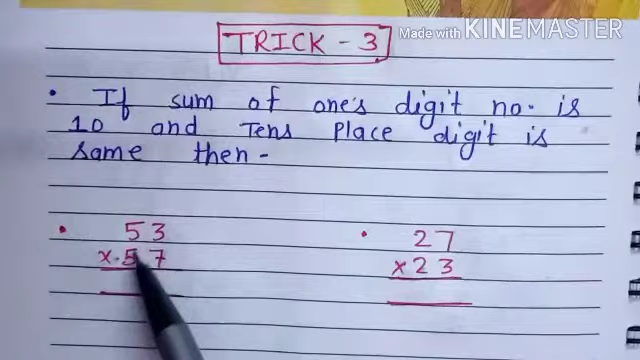 TRICK - 3
Made with KINEMASTER
• If sum of one's digit no. is
10 and Tens Place digit is
same then -
• 53
x 57
• 27
x 23